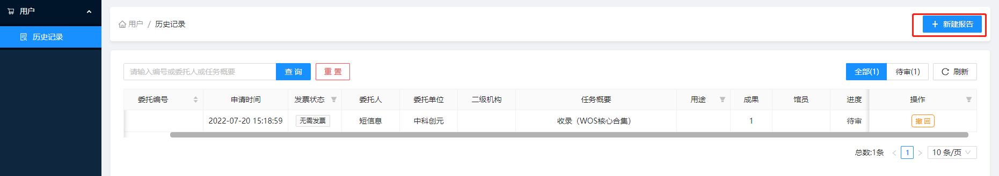 用户
历史记录
用户 / 历史记录
新建报告
请输入编号或委托人或任务概要 查 询 重 置 全部(1) 待审(1) 刷新
委托编号 申请时间 发票状态 委托人 委托单位 二级机构 任务概要 用途 成果 馆员 进度 操作
2022-07-20 15:18:59 无需发票 短信息 中科创元 收录（WOS核心合集） 1 待审 撤 回
总数:1条 < 1 > 10 条/页